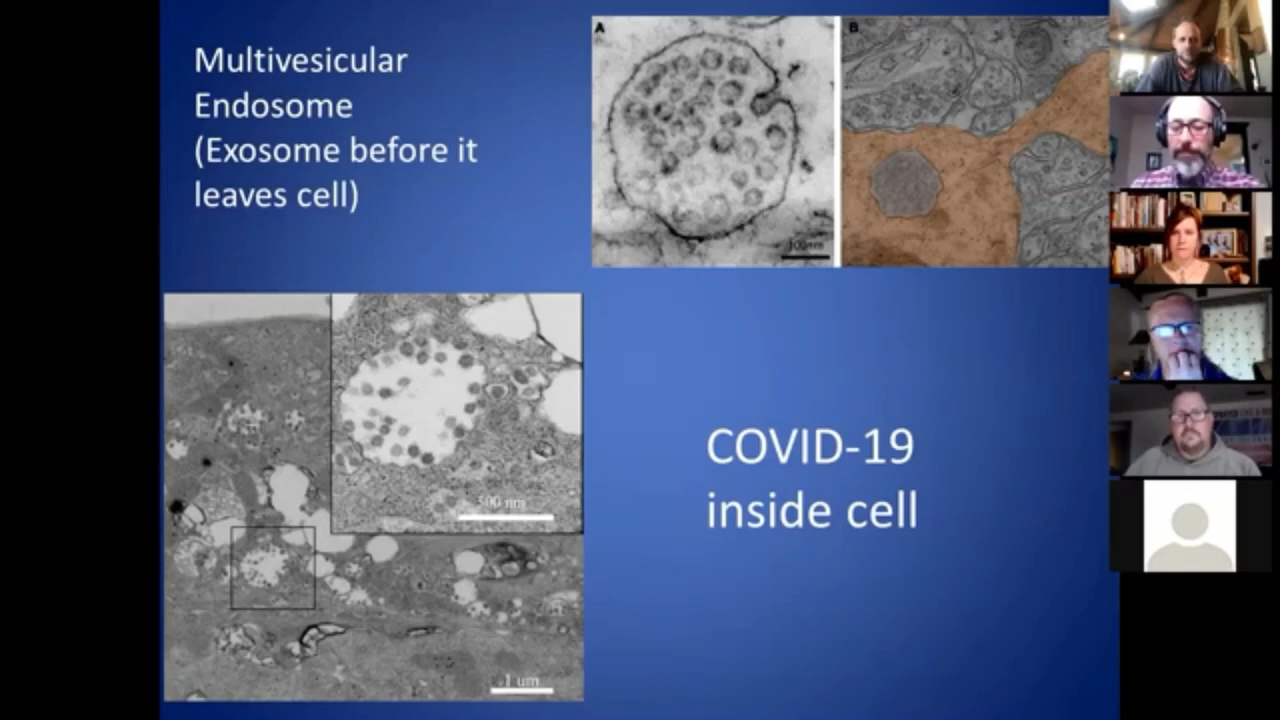 Multivesicular
Endosome
(Exosome before it
leaves cell)
A
B
100nm
500 nm
COVID-19
inside cell
1 um